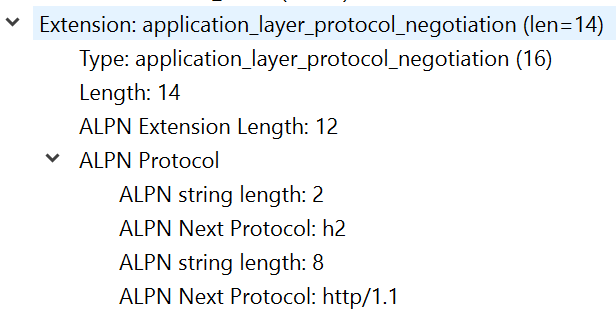 Extension: application_layer_protocol_negotiation (len=14)
Type: application_layer_protocol_negotiation (16)
Length: 14
ALPN Extension Length: 12
ALPN Protocol
ALPN string length: 2
ALPN Next Protocol: h2
ALPN string length: 8
ALPN Next Protocol: http/1.1